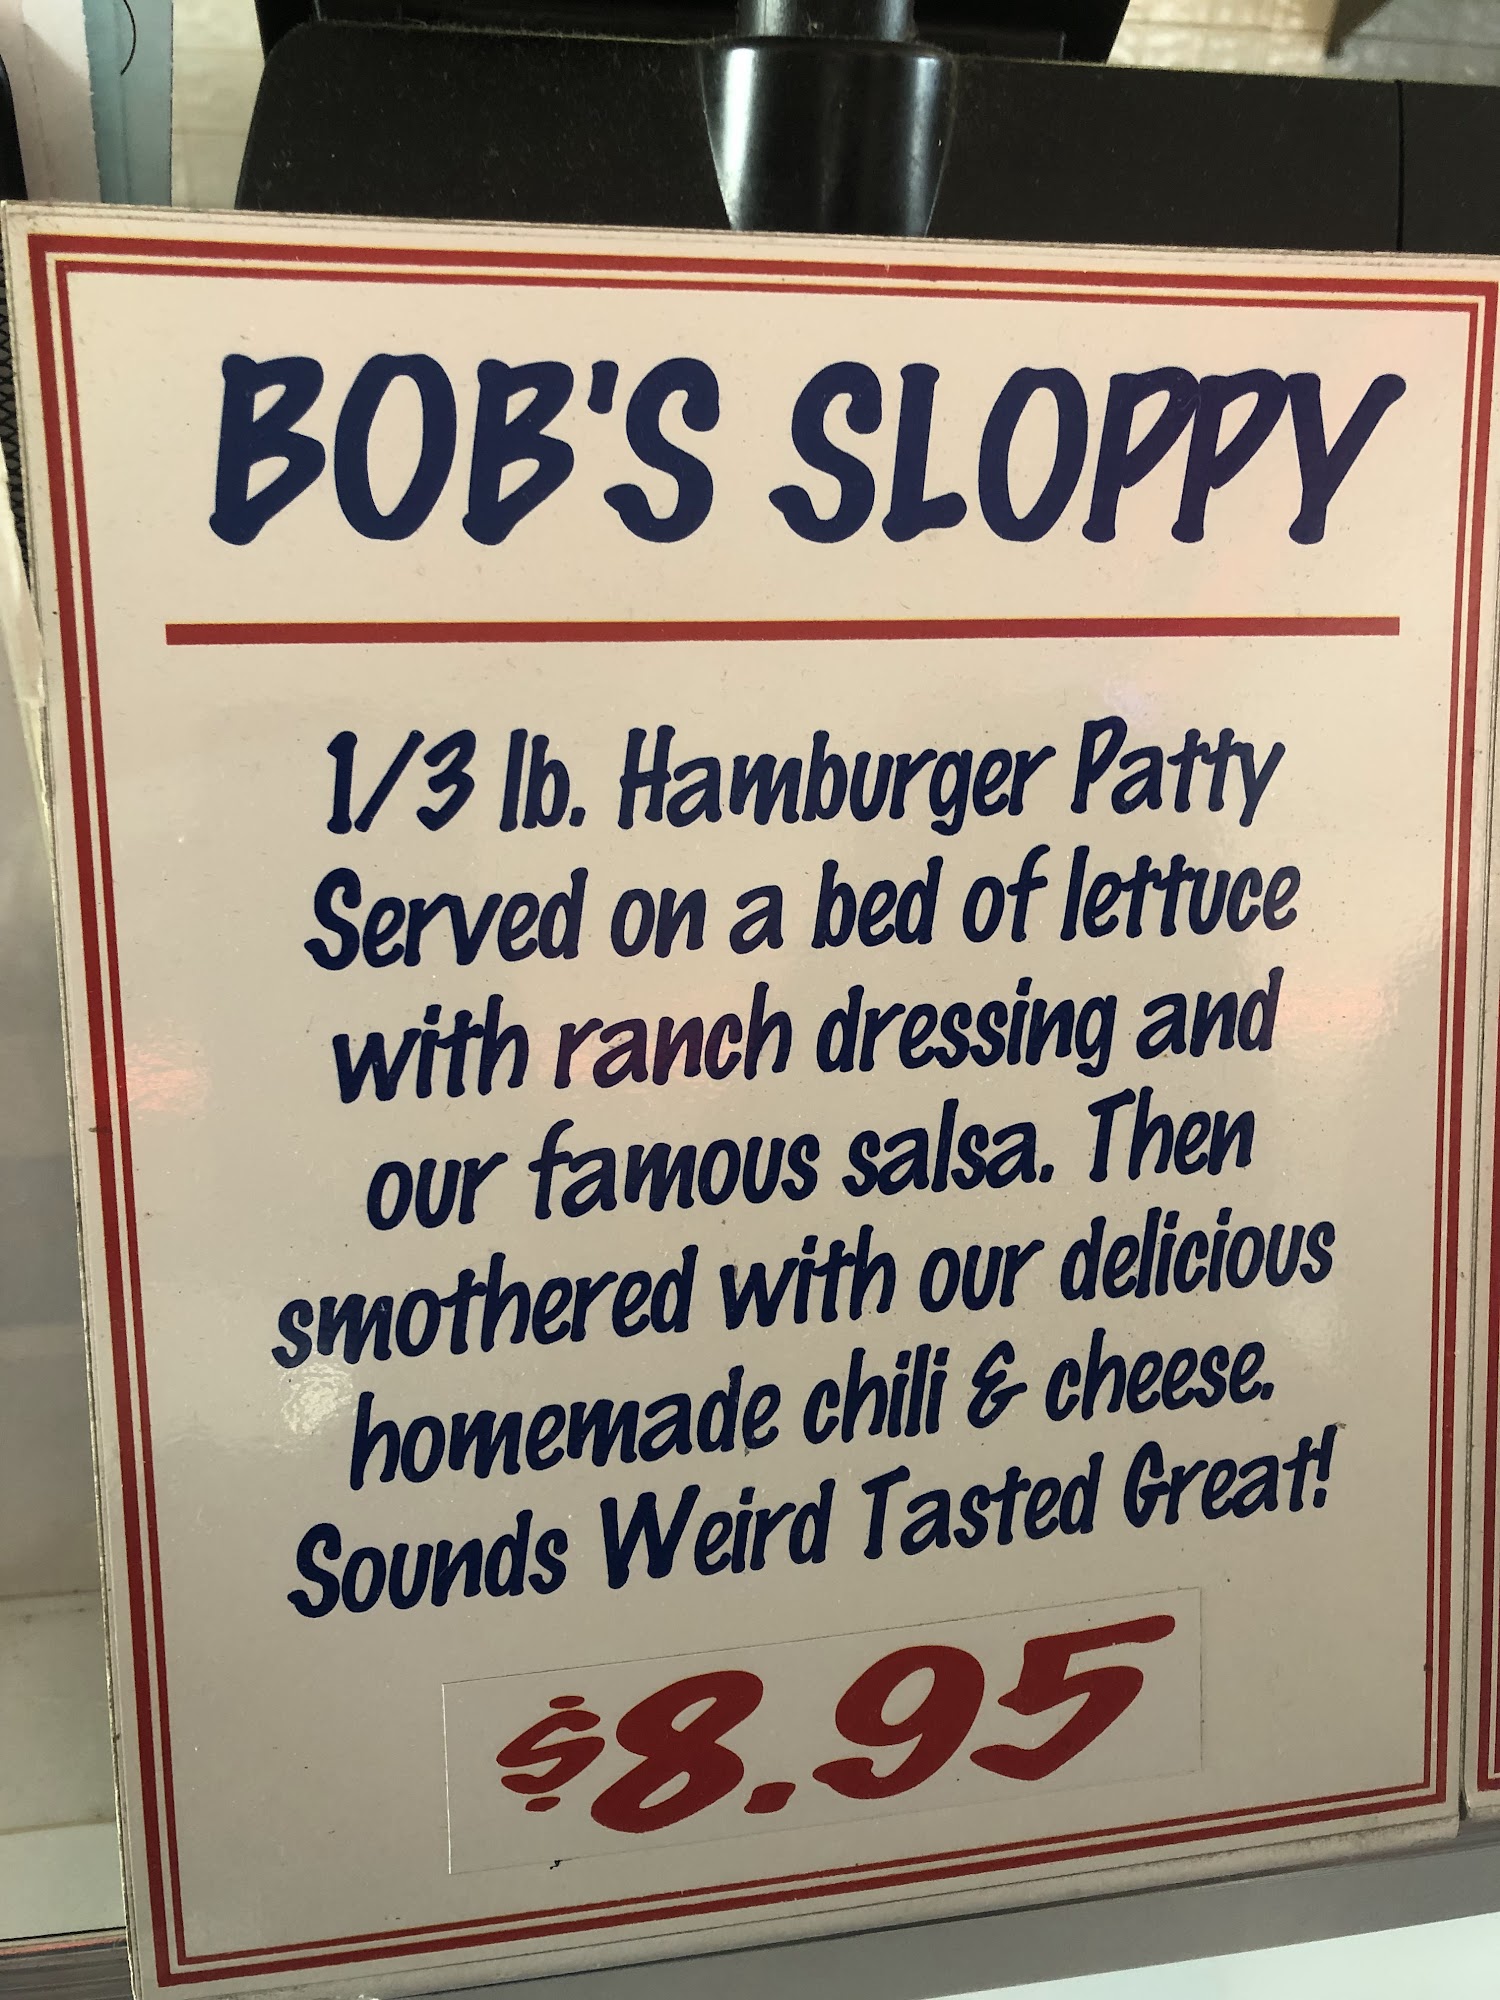 BOB'S SLOPPY
1/3 lb. Hamburger Patty
Served on a bed of lettuce
with ranch dressing and
our famous salsa. Then
smothered with our delicious
homemade chili & cheese.
Sounds Weird Tasted Great!
$8.95